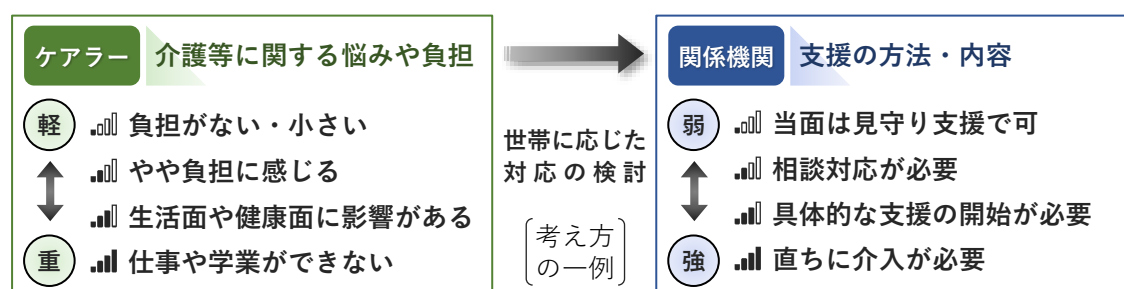 ケアラー 介護等に関する悩みや負担
軽 負担がない・小さい
やや負担に感じる
生活面や健康面に影響がある
重 仕事や学業ができない
世帯に応じた
対応の検討
考え方
の一例
関係機関 支援の方法・内容
弱 当面は見守り支援で可
相談対応が必要
具体的な支援の開始が必要
強 直ちに介入が必要